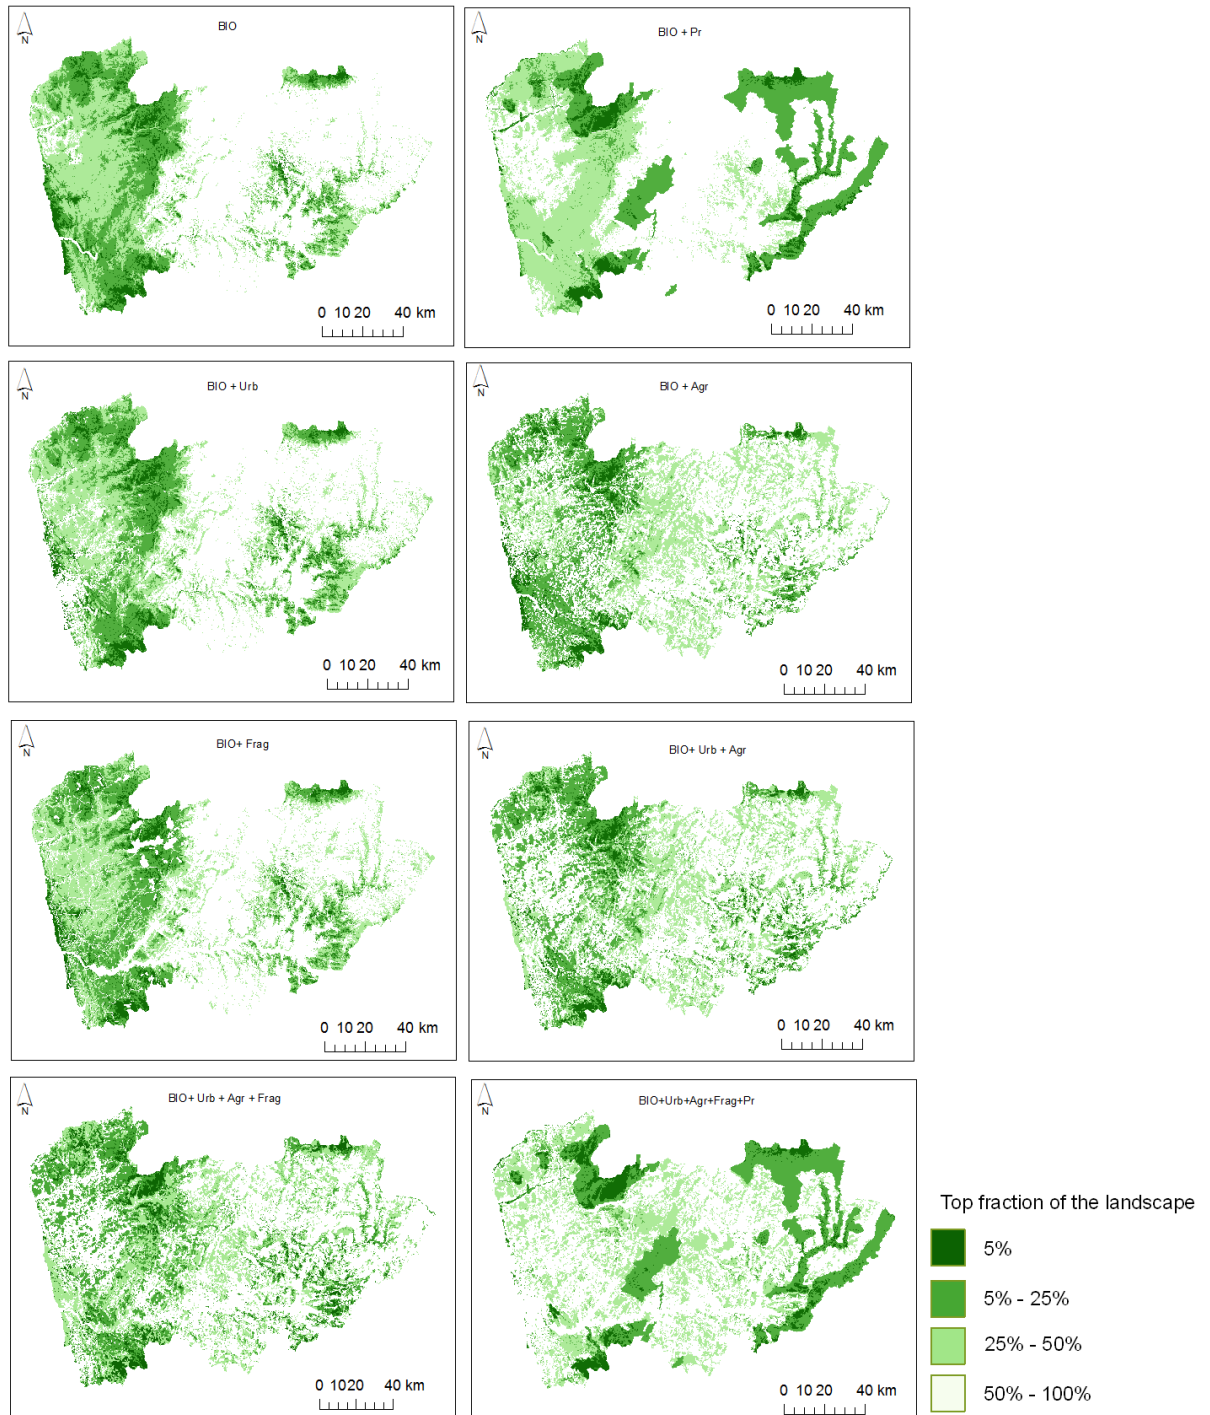 BIO
N
0 10 20 40 km
BIO + Pr
N
0 10 20 40 km
BIO + Urb
N
0 10 20 40 km
BIO + Agr
N
0 10 20 40 km
BIO+ Frag
N
0 10 20 40 km
BIO+ Urb + Agr
N
0 10 20 40 km
BIO+ Urb + Agr + Frag
N
0 10 20 40 km
BIO+Urb+Agr+Frag+Pr
N
0 10 20 40 km
Top fraction of the landscape
5%
5% - 25%
25% - 50%
50% - 100%